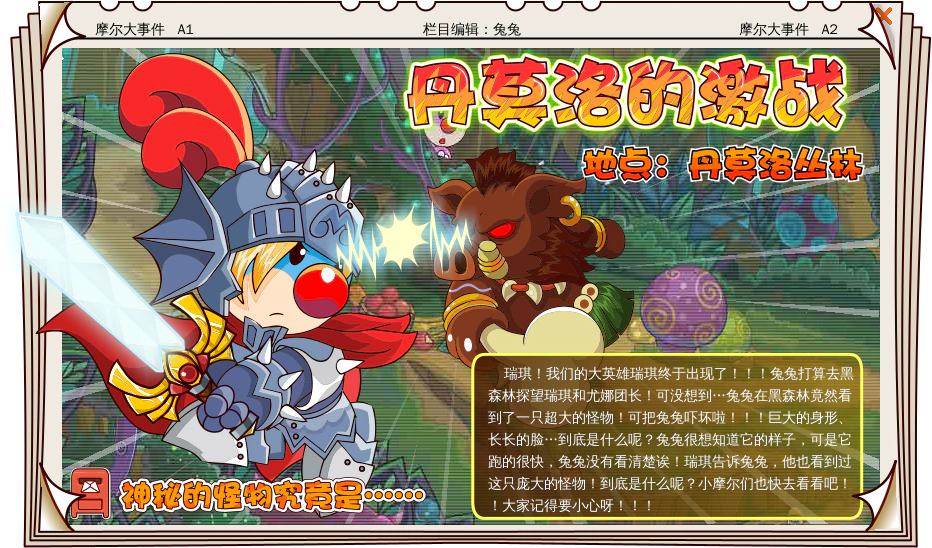 摩尔大事件 A1
栏目编辑：兔兔
摩尔大事件 A2
丹莫洛的激战
地点：丹莫洛丛林
瑞琪！我们的大英雄瑞琪终于出现了！！！兔兔打算去黑
森林探望瑞琪和尤娜团长！可没想到…兔兔在黑森林竟然看
到了一只超大的怪物！可把兔兔吓坏啦！！！巨大的身形、
长长的脸…到底是什么呢？兔兔很想知道它的样子，可是它
跑的很快，兔兔没有看清楚诶！瑞琪告诉兔兔，他也看到过
这只庞大的怪物！到底是什么呢？小摩尔们也快去看看吧！
！大家记得要小心呀！！！
神秘的怪物究竟是……